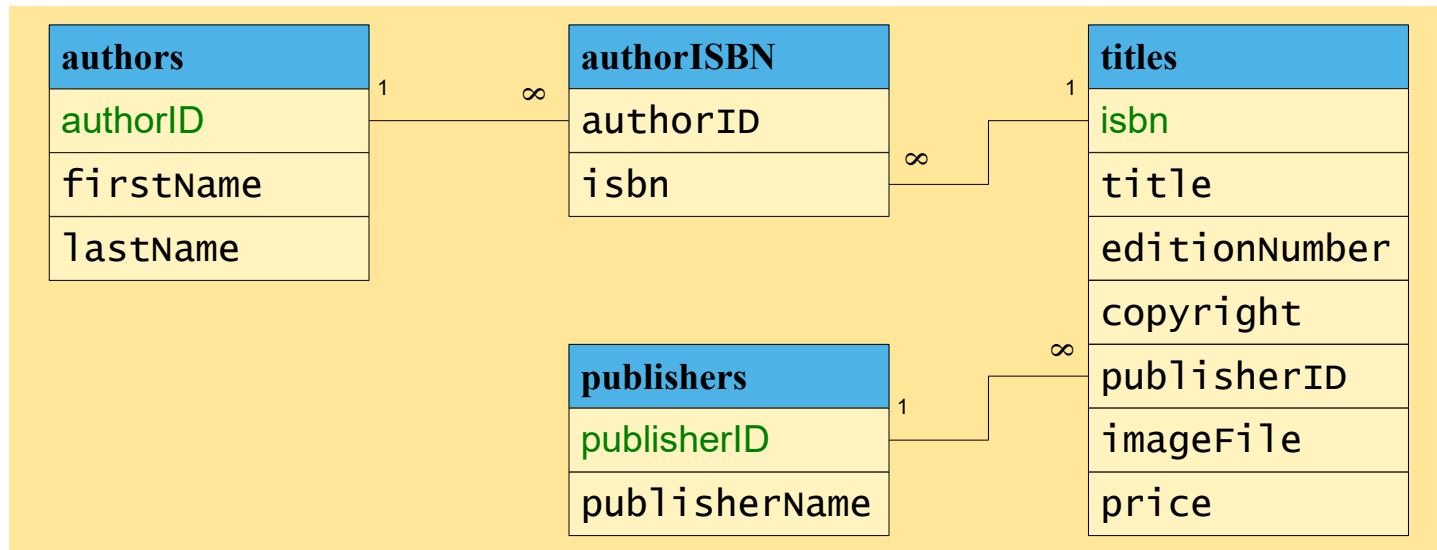 authors
authorID
firstName
lastName
1
∞
authorISBN
authorID
isbn
∞
1
titles
isbn
title
editionNumber
copyright
publisherID
imageFile
price
publishers
publisherID
publisherName
1
∞